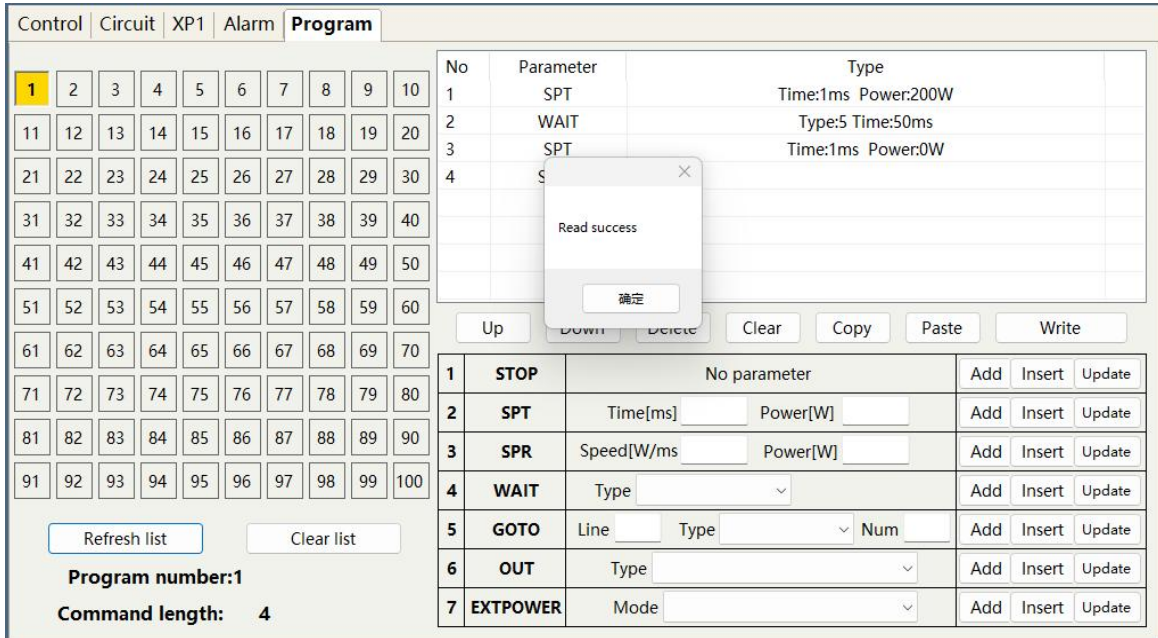 Control Circuit XP1 Alarm Program
No Parameter Type
1 SPT Time:1ms Power:200W
2 WAIT Type:5 Time:50ms
3 SPT Time:1ms Power:0W
4
1 2 3 4 5 6 7 8 9 10
11 12 13 14 15 16 17 18 19 20
21 22 23 24 25 26 27 28 29 30
31 32 33 34 35 36 37 38 39 40
41 42 43 44 45 46 47 48 49 50
51 52 53 54 55 56 57 58 59 60
61 62 63 64 65 66 67 68 69 70
71 72 73 74 75 76 77 78 79 80
81 82 83 84 85 86 87 88 89 90
91 92 93 94 95 96 97 98 99 100
Refresh list Clear list
Program number:1
Command length: 4
Read success
确定
Up Down Delete Clear Copy Paste Write
1 STOP No parameter Add Insert Update
2 SPT Time[ms] Power[W] Add Insert Update
3 SPR Speed[W/ms Power[W] Add Insert Update
4 WAIT Type Add Insert Update
5 GOTO Line Type Num Add Insert Update
6 OUT Type Add Insert Update
7 EXTPOWER Mode Add Insert Update